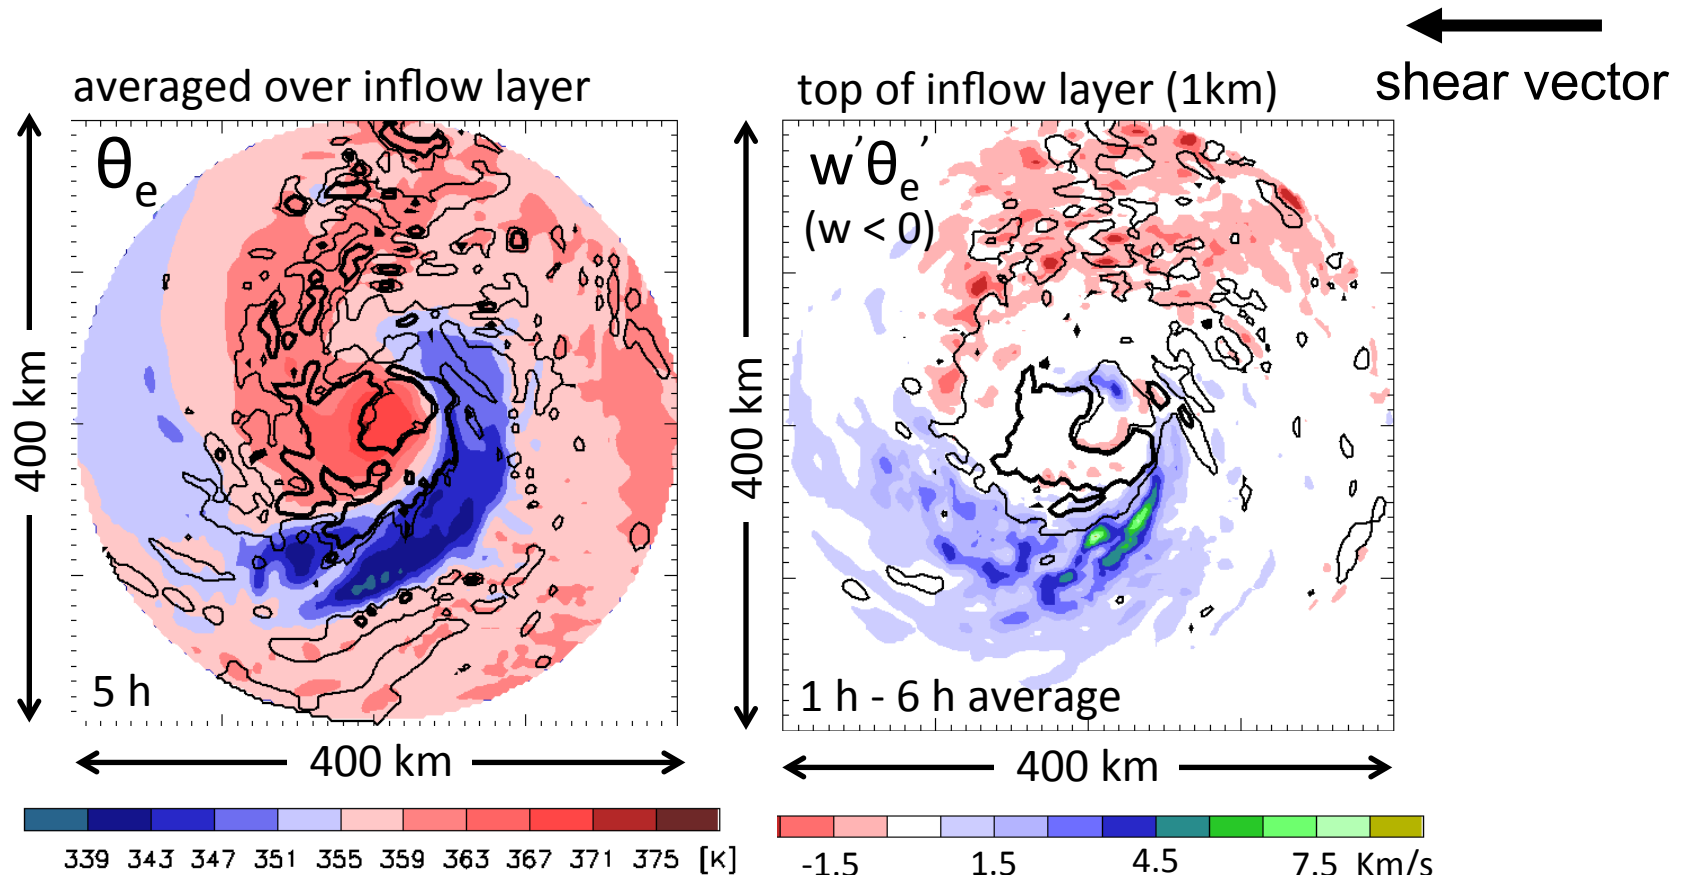 shear vector
averaged over inflow layer
top of inflow layer (1km)
θe
w′θe′
(w < 0)
400 km
400 km
5 h
1 h - 6 h average
400 km
400 km
339 343 347 351 355 359 363 367 371 375 [K]
-1.5 1.5 4.5 7.5 Km/s